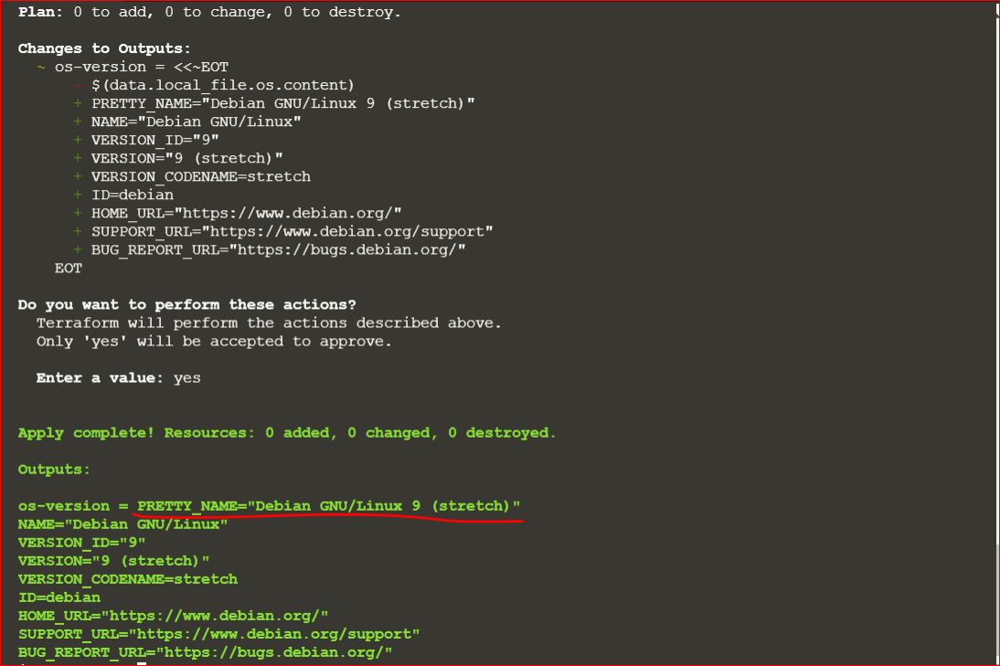 Plan: 0 to add, 0 to change, 0 to destroy.
Changes to Outputs:
~ os-version = <<~EOT
- $(data.local_file.os.content)
+ PRETTY_NAME="Debian GNU/Linux 9 (stretch)"
+ NAME="Debian GNU/Linux"
+ VERSION_ID="9"
+ VERSION="9 (stretch)"
+ VERSION_CODENAME=stretch
+ ID=debian
+ HOME_URL="https://www.debian.org/"
+ SUPPORT_URL="https://www.debian.org/support"
+ BUG_REPORT_URL="https://bugs.debian.org/"
EOT
Do you want to perform these actions?
Terraform will perform the actions described above.
Only 'yes' will be accepted to approve.
Enter a value: yes
Apply complete! Resources: 0 added, 0 changed, 0 destroyed.
Outputs:
os-version = PRETTY_NAME="Debian GNU/Linux 9 (stretch)"
NAME="Debian GNU/Linux"
VERSION_ID="9"
VERSION="9 (stretch)"
VERSION_CODENAME=stretch
ID=debian
HOME_URL="https://www.debian.org/"
SUPPORT_URL="https://www.debian.org/support"
BUG_REPORT_URL="https://bugs.debian.org/"